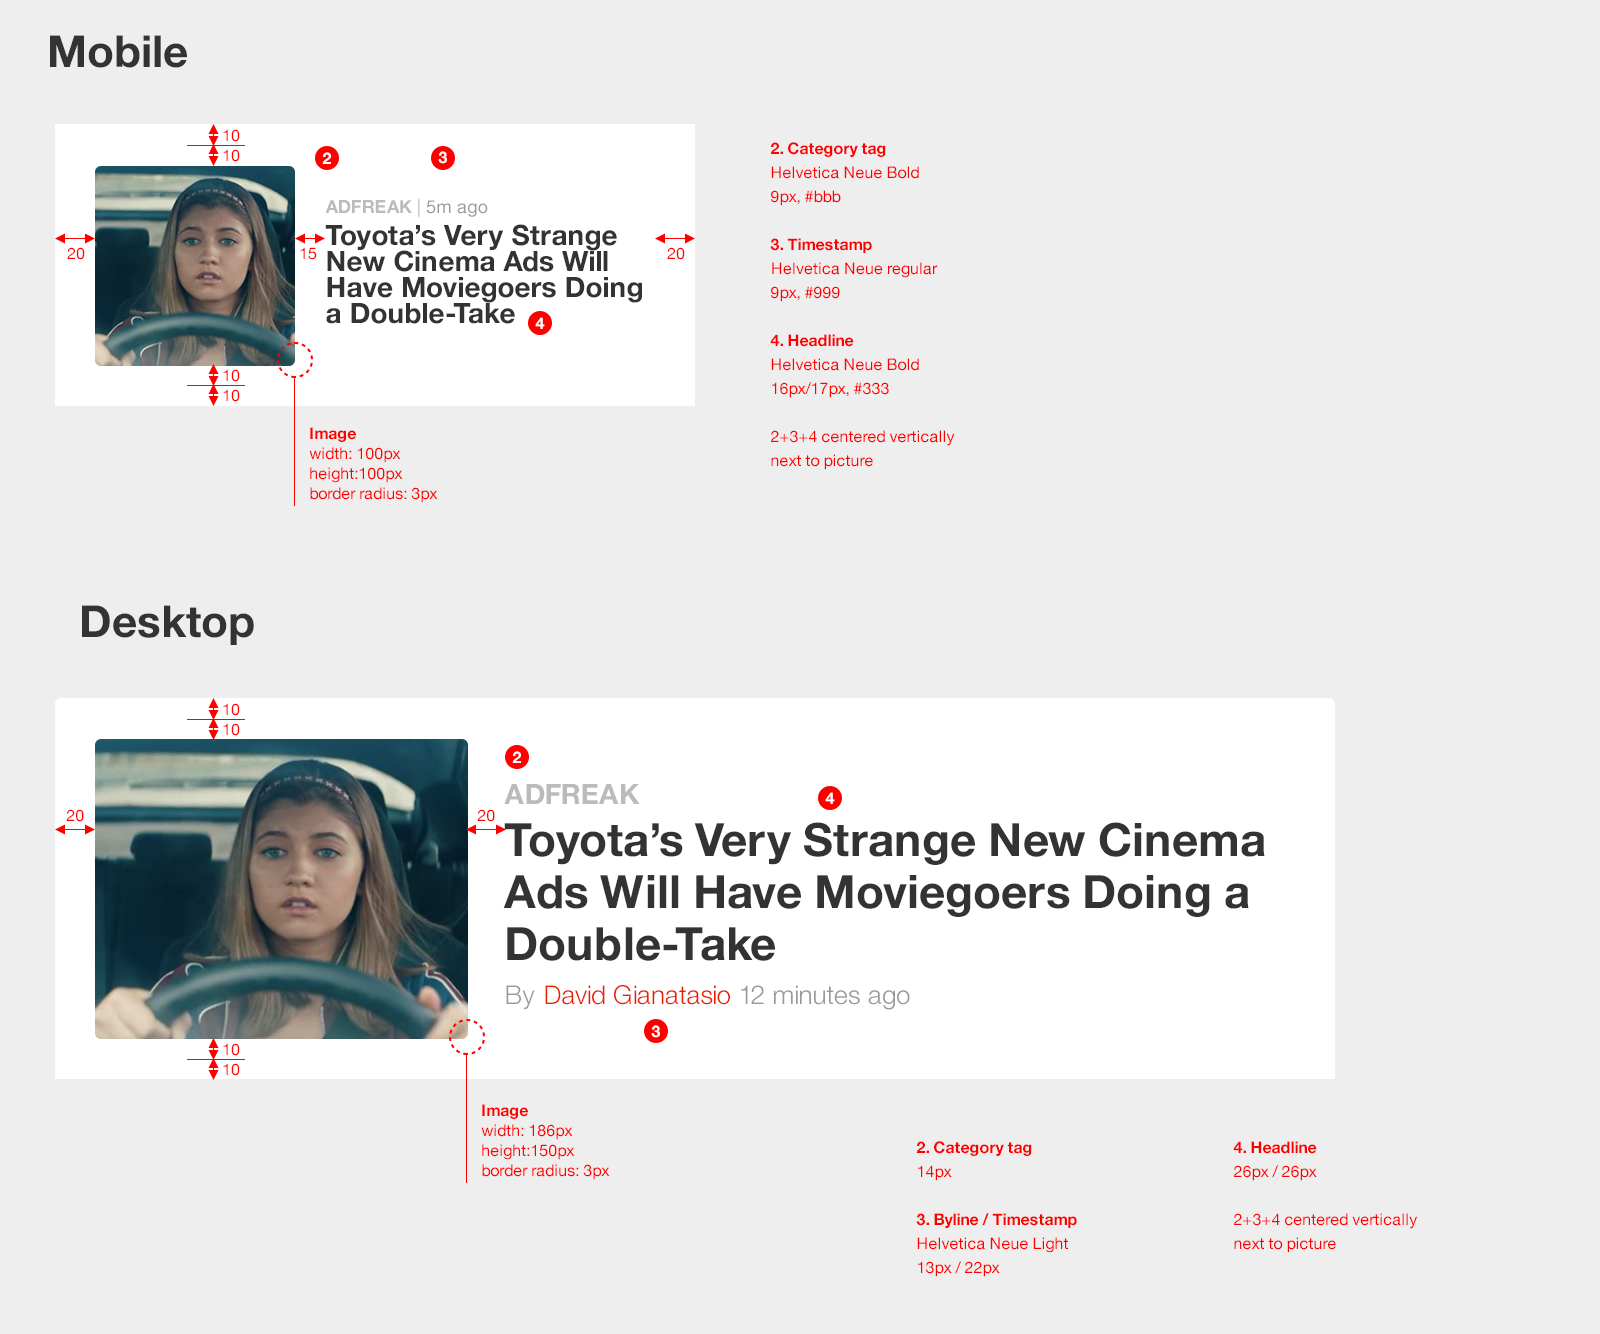 Mobile
10
10
2
3
ADFREAK | 5m ago
Toyota’s Very Strange
New Cinema Ads Will
Have Moviegoers Doing
a Double-Take
4
20
15
20
10
10
Image
width: 100px
height:100px
border radius: 3px
2. Category tag
Helvetica Neue Bold
9px, #bbb
3. Timestamp
Helvetica Neue regular
9px, #999
4. Headline
Helvetica Neue Bold
16px/17px, #333
2+3+4 centered vertically
next to picture
Desktop
10
10
2
ADFREAK
4
20
20
Toyota’s Very Strange New Cinema
Ads Will Have Moviegoers Doing a
Double-Take
By David Gianatasio 12 minutes ago
3
10
10
Image
width: 186px
height:150px
border radius: 3px
2. Category tag
14px
3. Byline / Timestamp
Helvetica Neue Light
13px / 22px
4. Headline
26px / 26px
2+3+4 centered vertically
next to picture